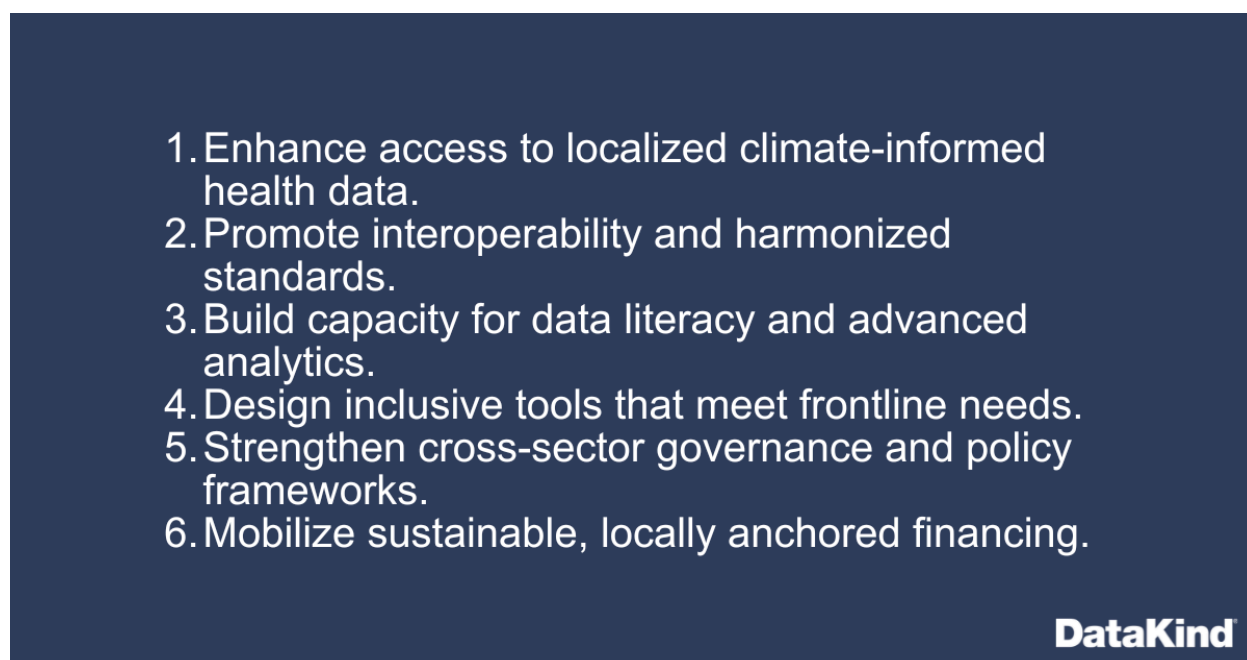 1. Enhance access to localized climate-informed
health data.
2. Promote interoperability and harmonized
standards.
3. Build capacity for data literacy and advanced
analytics.
4. Design inclusive tools that meet frontline needs.
5. Strengthen cross-sector governance and policy
frameworks.
6. Mobilize sustainable, locally anchored financing.
DataKind